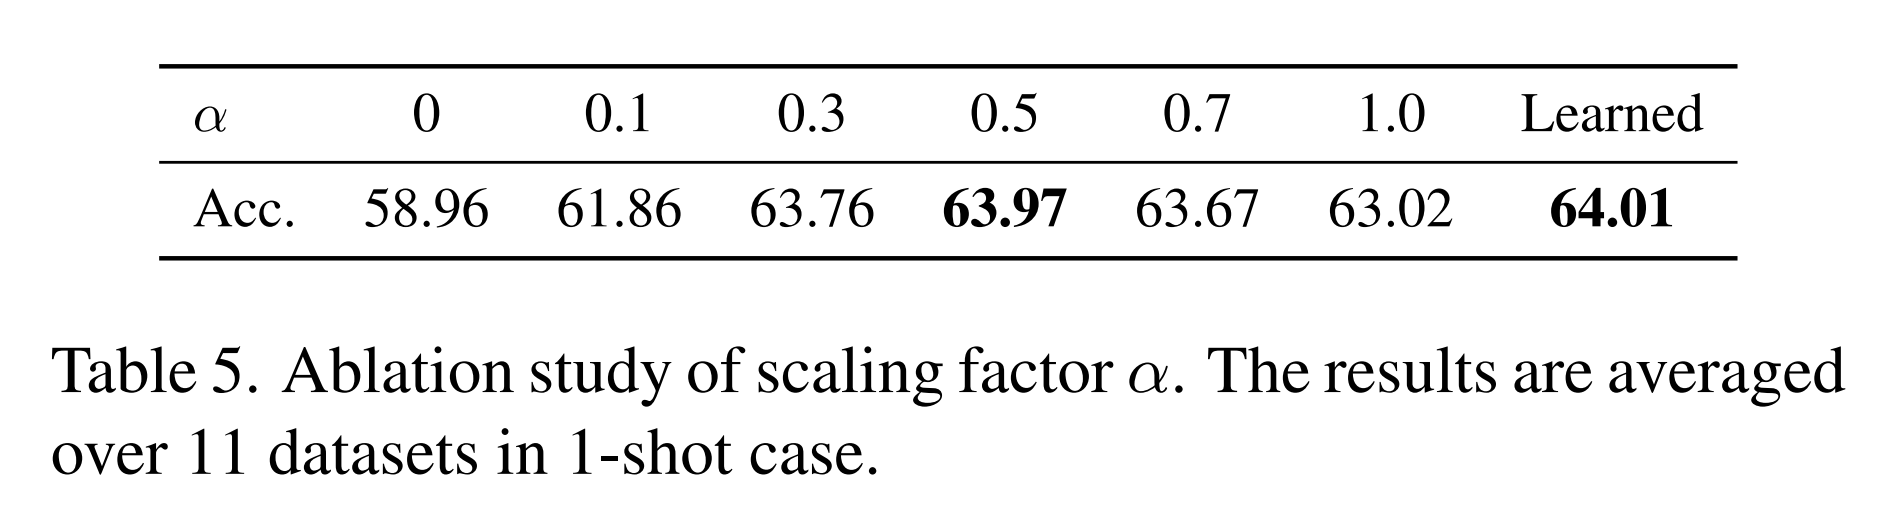 α 0 0.1 0.3 0.5 0.7 1.0 Learned
Acc. 58.96 61.86 63.76 63.97 63.67 63.02 64.01
Table 5. Ablation study of scaling factor α. The results are averaged
over 11 datasets in 1-shot case.